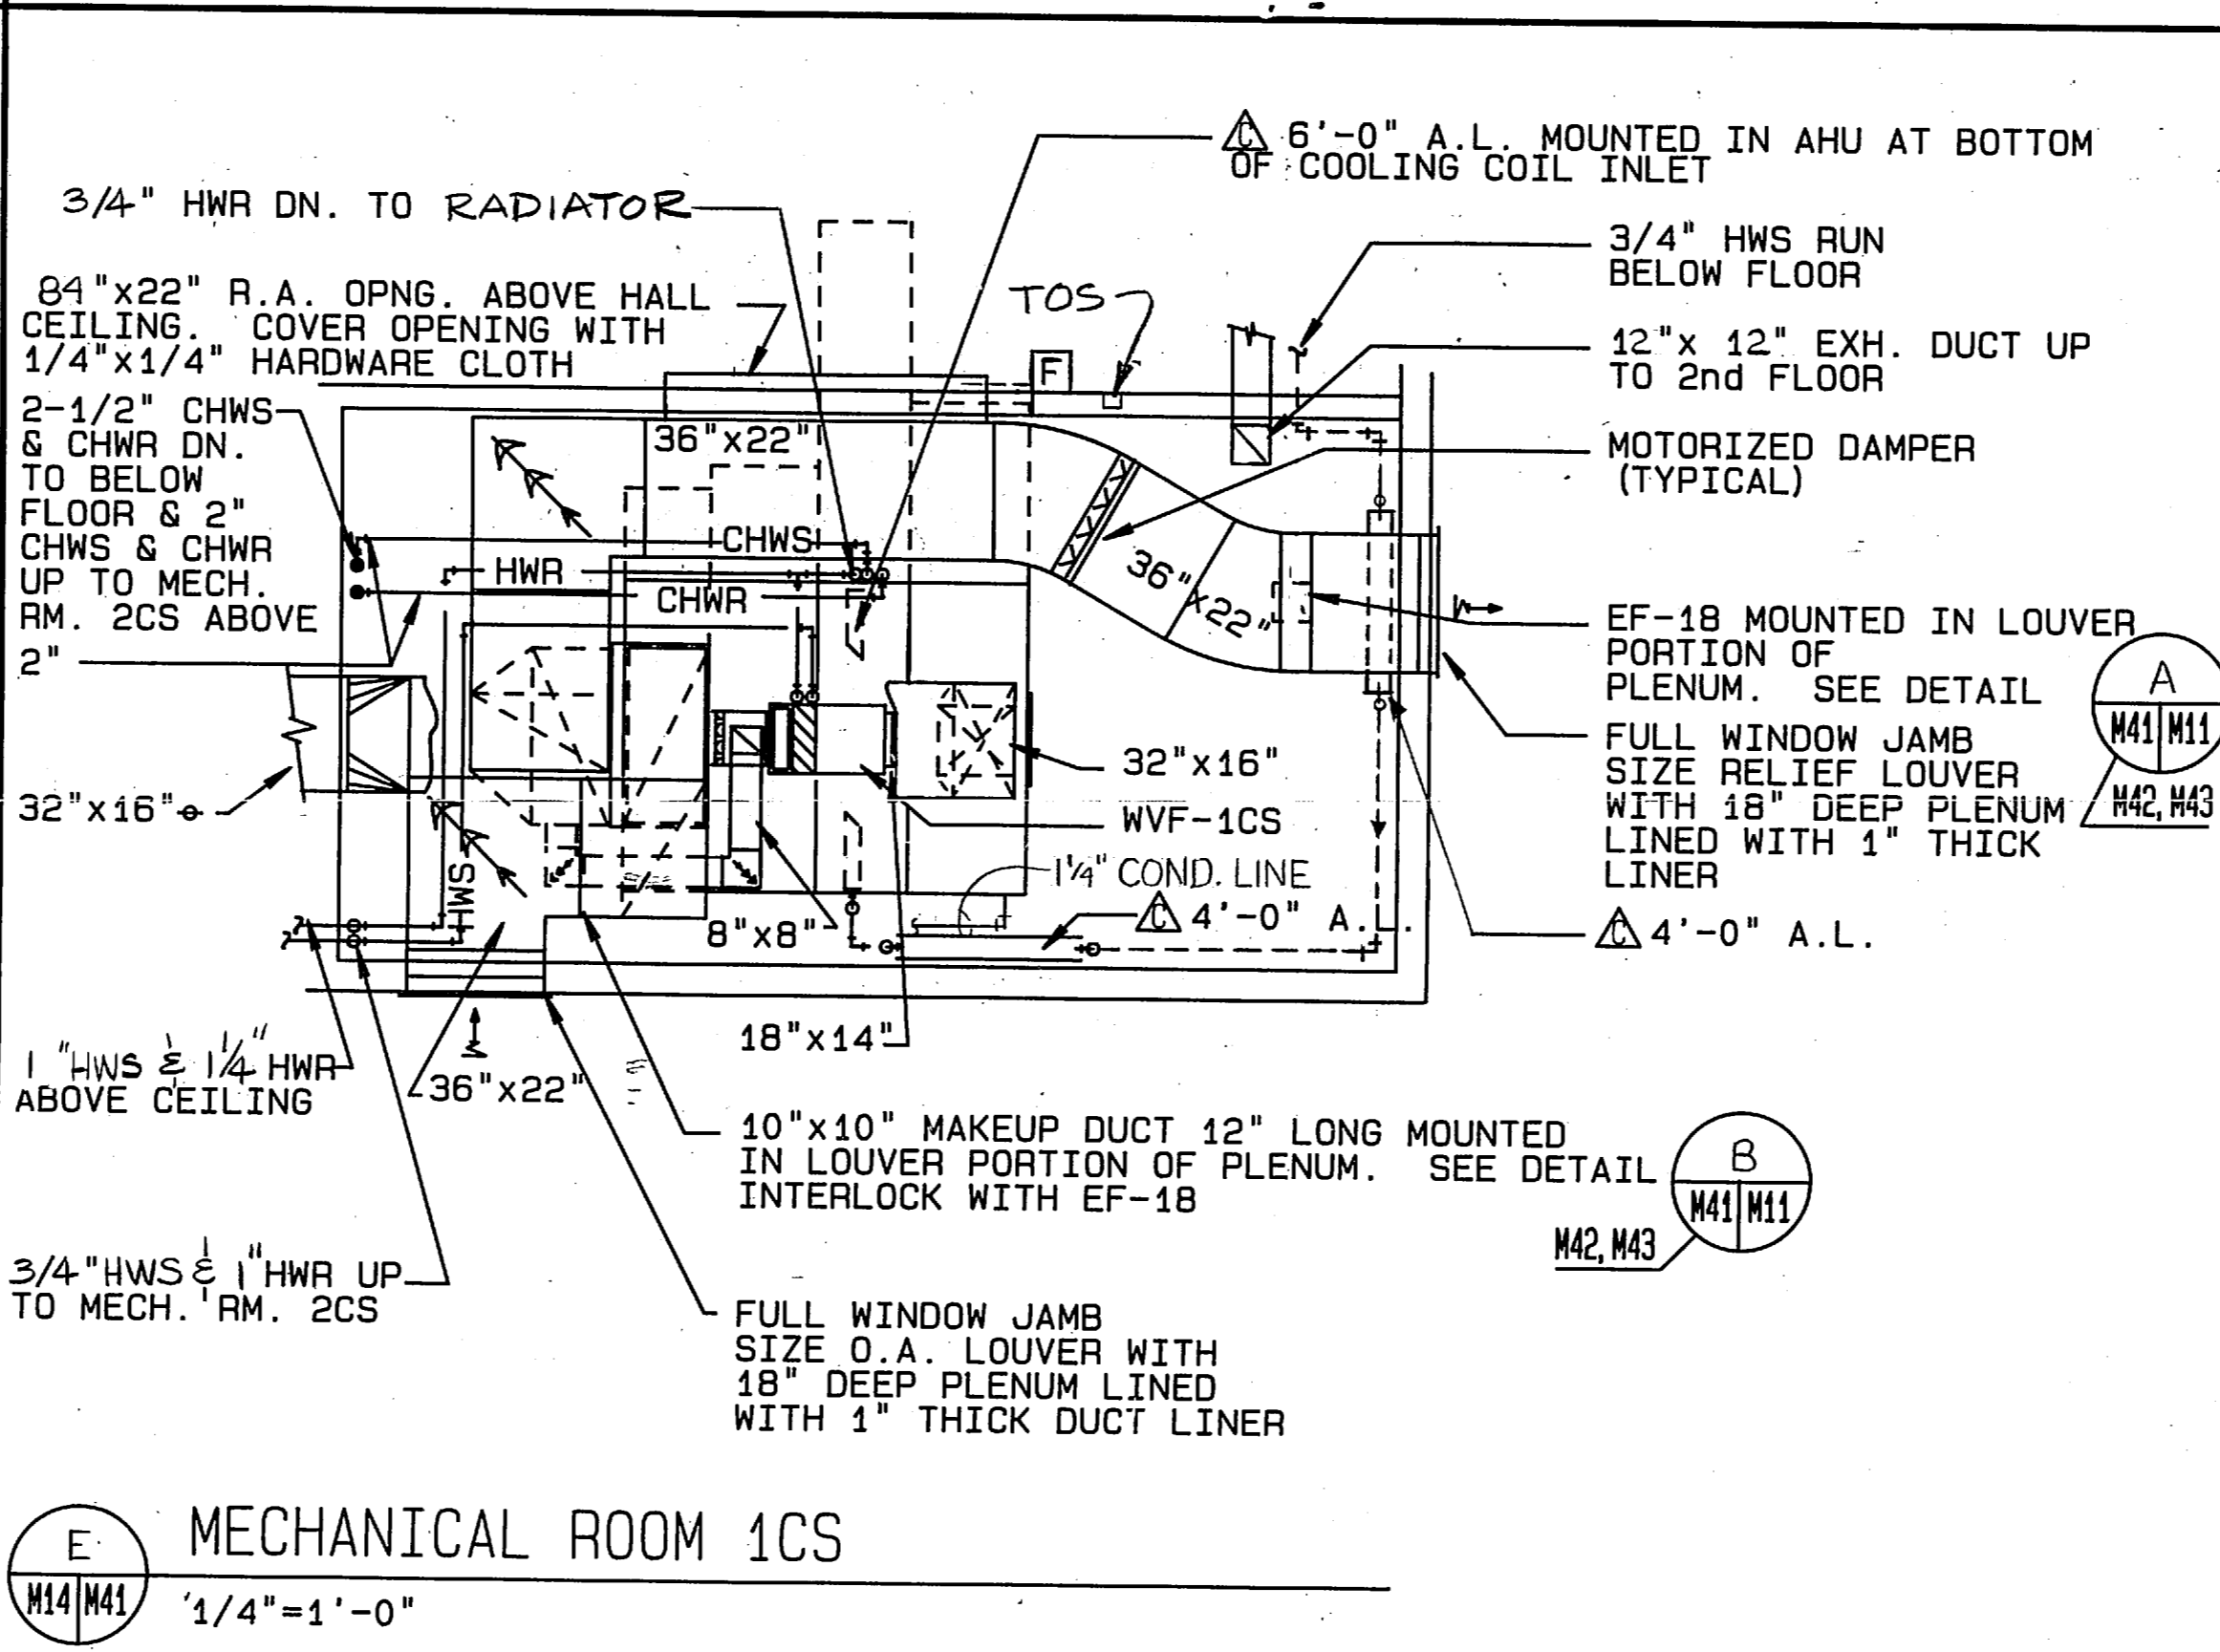 C 6'-0" A.L. MOUNTED IN AHU AT BOTTOM
OF COOLING COIL INLET
3/4" HWR DN. TO RADIATOR
3/4" HWS RUN
BELOW FLOOR
84"x22" R.A. OPNG. ABOVE HALL
CEILING. COVER OPENING WITH
1/4"x1/4" HARDWARE CLOTH
TOS
12"x 12" EXH. DUCT UP
TO 2nd FLOOR
F
2-1/2" CHWS
& CHWR DN.
TO BELOW
FLOOR & 2"
CHWS & CHWR
UP TO MECH.
RM. 2CS ABOVE
2"
36"x22"
MOTORIZED DAMPER
(TYPICAL)
CHWS
HWR
CHWR
36"x22"
EF-18 MOUNTED IN LOUVER
PORTION OF
PLENUM. SEE DETAIL
A
M41 M11
M42, M43
FULL WINDOW JAMB
SIZE RELIEF LOUVER
WITH 18" DEEP PLENUM
LINED WITH 1" THICK
LINER
32"x16"
32"x16"
WVF-1CS
HWS
1¼" COND. LINE
8"x8"
C 4'-0" A.L.
C 4'-0" A.L.
18"x14"
1" HWS & 1¼" HWR
ABOVE CEILING
36"x22"
10"x10" MAKEUP DUCT 12" LONG MOUNTED
IN LOUVER PORTION OF PLENUM. SEE DETAIL
INTERLOCK WITH EF-18
B
M41 M11
M42, M43
3/4" HWS & 1" HWR UP
TO MECH. RM. 2CS
FULL WINDOW JAMB
SIZE O.A. LOUVER WITH
18" DEEP PLENUM LINED
WITH 1" THICK DUCT LINER
E
M14 M41
MECHANICAL ROOM 1CS
1/4"=1'-0"